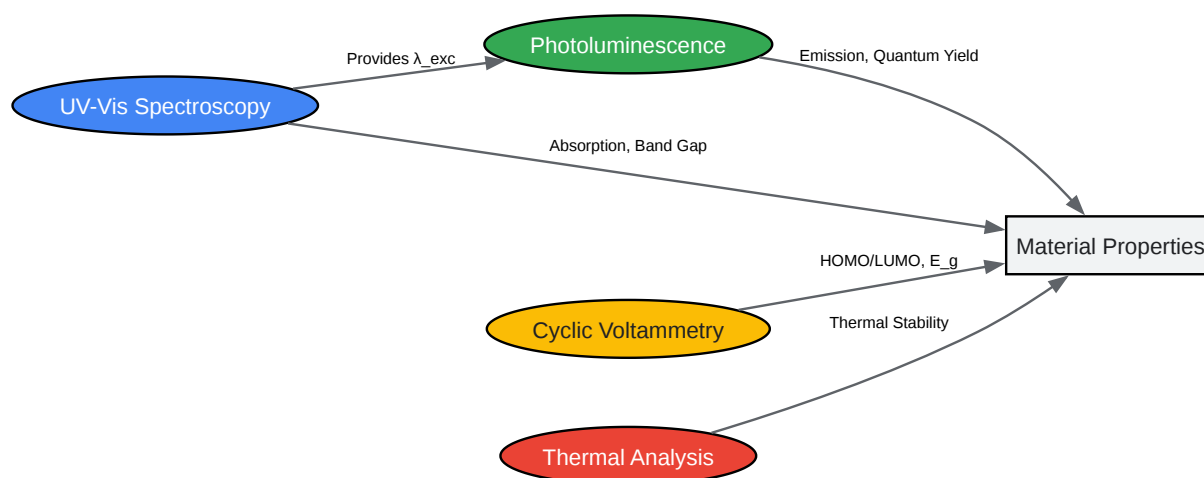 Photoluminescence
Provides λ_exc
Emission, Quantum Yield
UV-Vis Spectroscopy
Absorption, Band Gap
Material Properties
HOMO/LUMO, E_g
Cyclic Voltammetry
Thermal Stability
Thermal Analysis